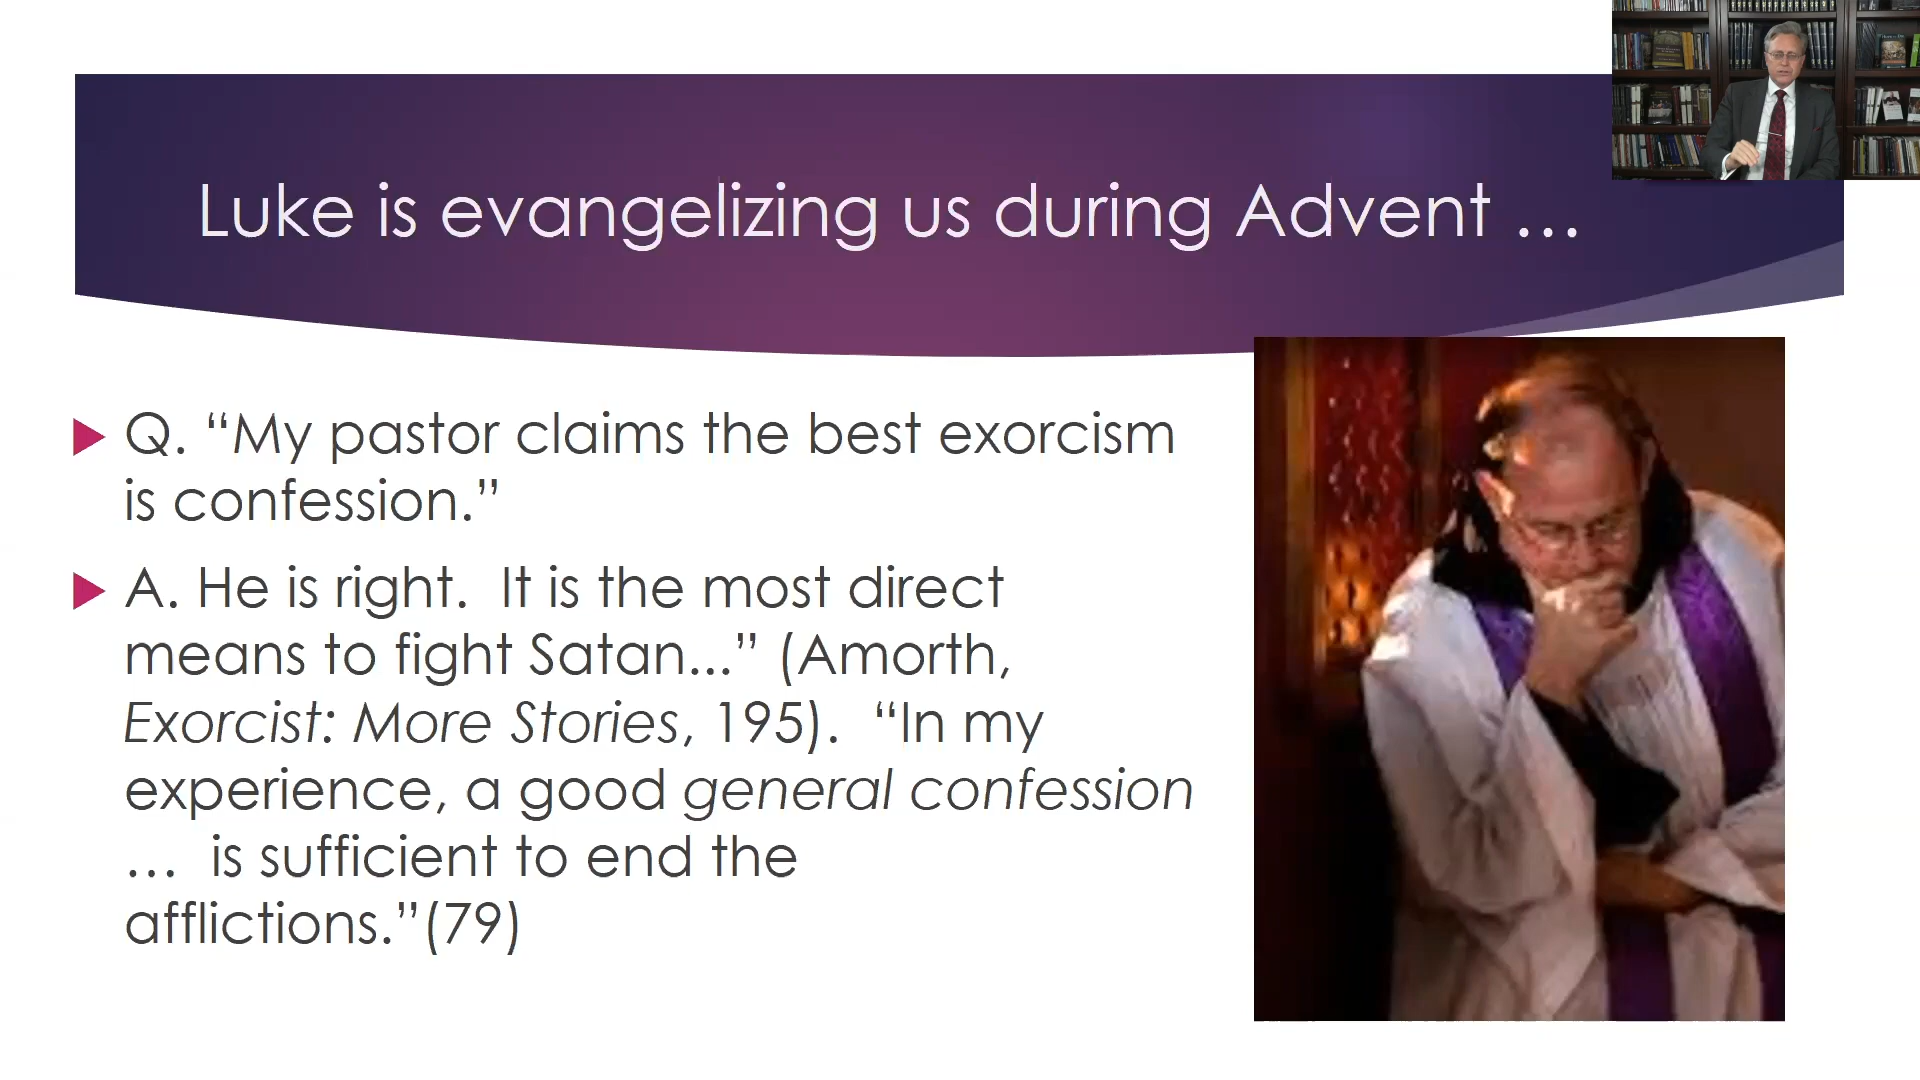 Luke is evangelizing us during Advent …
Q. “My pastor claims the best exorcism
is confession.”
A. He is right.  It is the most direct
means to fight Satan...” (Amorth,
Exorcist: More Stories, 195).  “In my
experience, a good general confession
…  is sufficient to end the
afflictions.”(79)